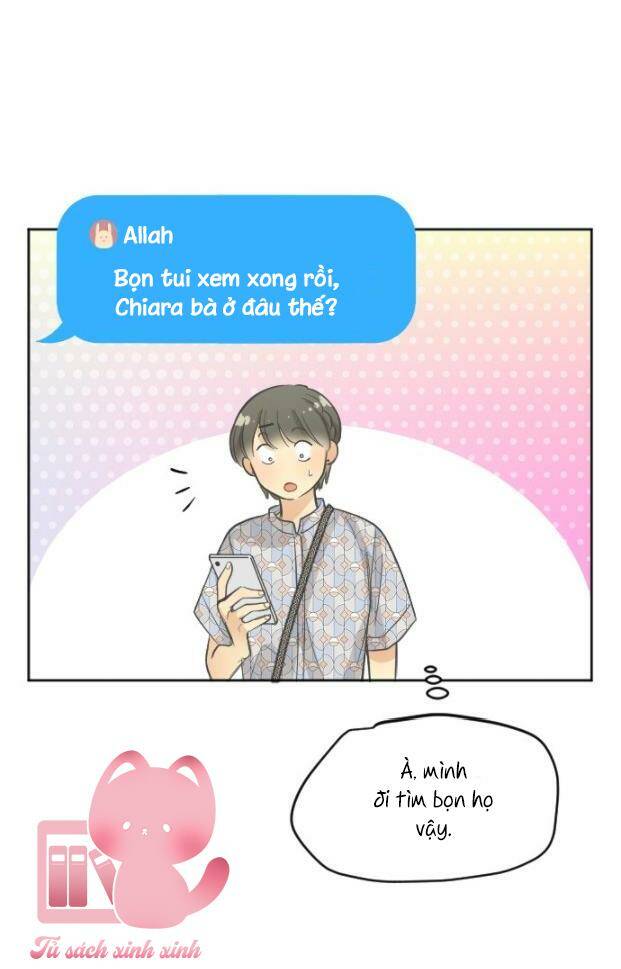 Allah
Bọn tui xem xong rồi,
Chiara bà ở đâu thế?
À, mình
đi tìm bọn họ
vậy.
Tủ sách xinh xinh